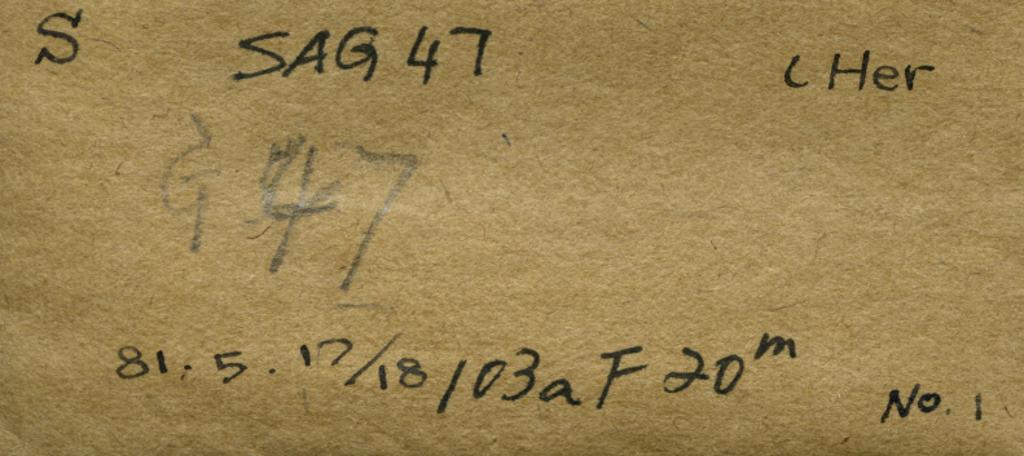 S SAG 47 ι Her
G 47
81.5.17/18 103aF 20m
No. 1